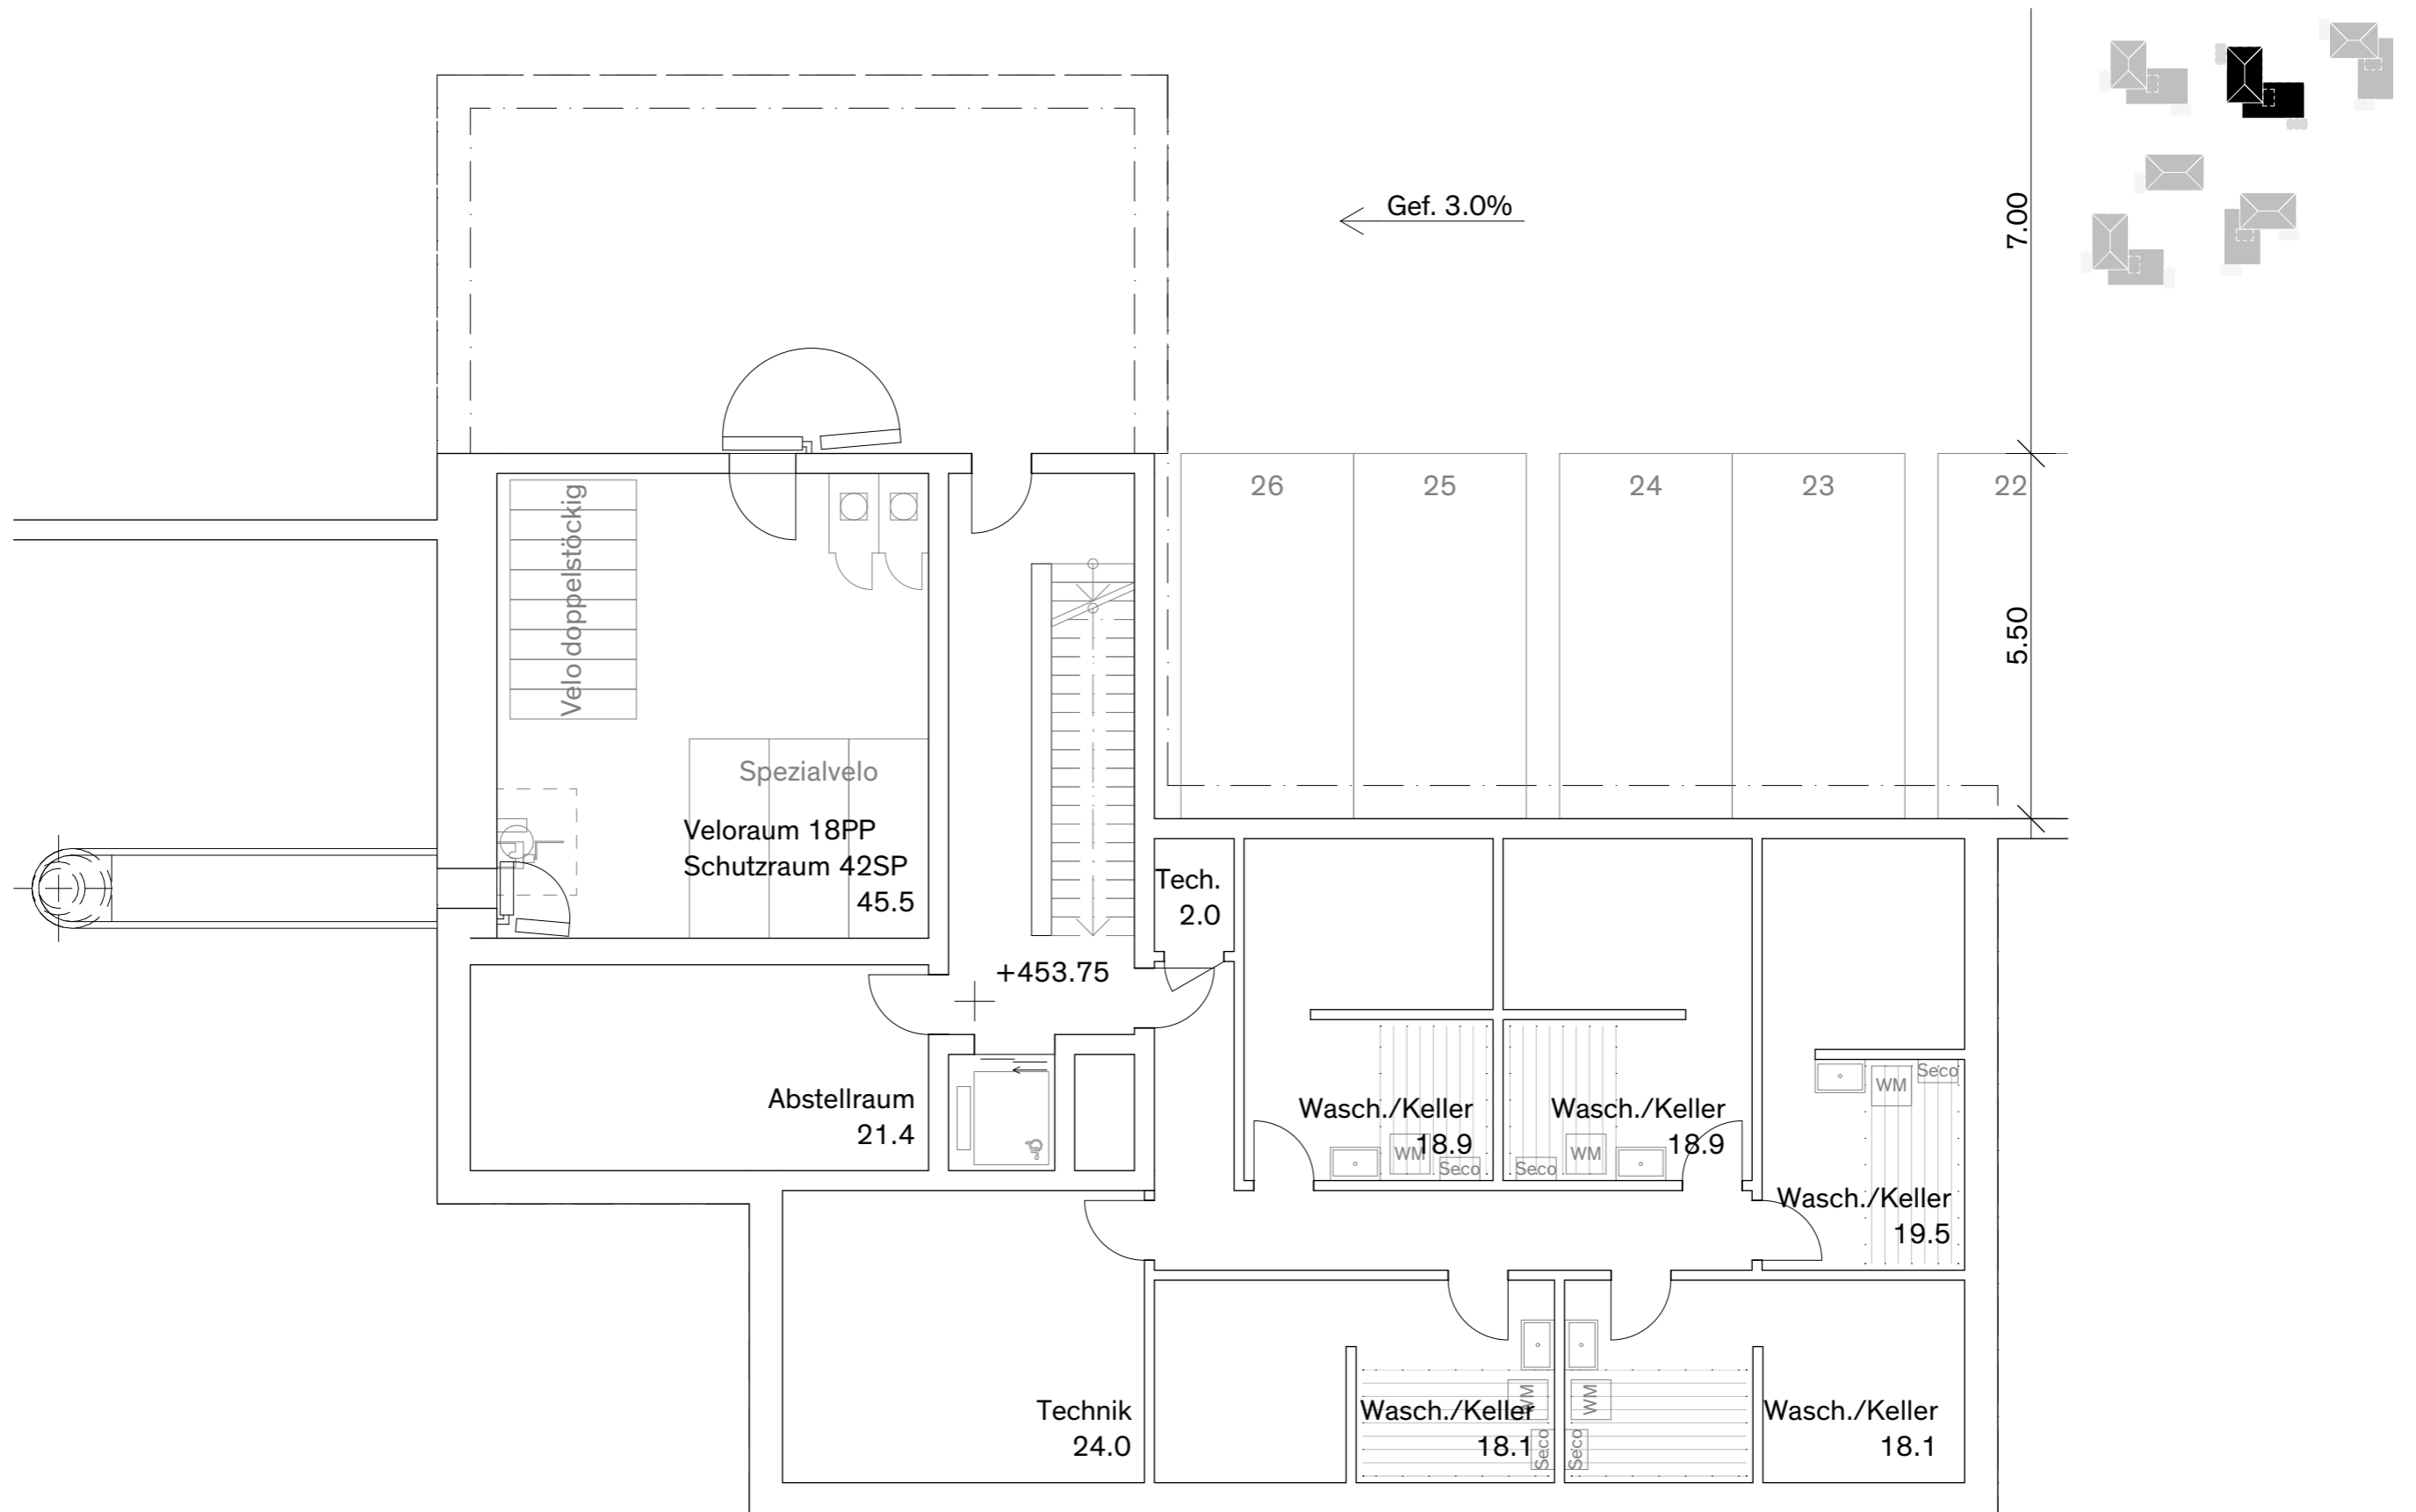 Gef. 3.0%
7.00
26
25
24
23
22
Velo doppelstöckig
5.50
Spezialvelo
Veloraum 18PP
Schutzraum 42SP
45.5
Tech.
2.0
+453.75
Abstellraum
21.4
Wasch./Keller
18.9
WM
Seco
Wasch./Keller
18.9
Seco
WM
WM
Seco
Wasch./Keller
19.5
Technik
24.0
Wasch./Keller
18.1
WM
Seco
WM
Seco
Wasch./Keller
18.1